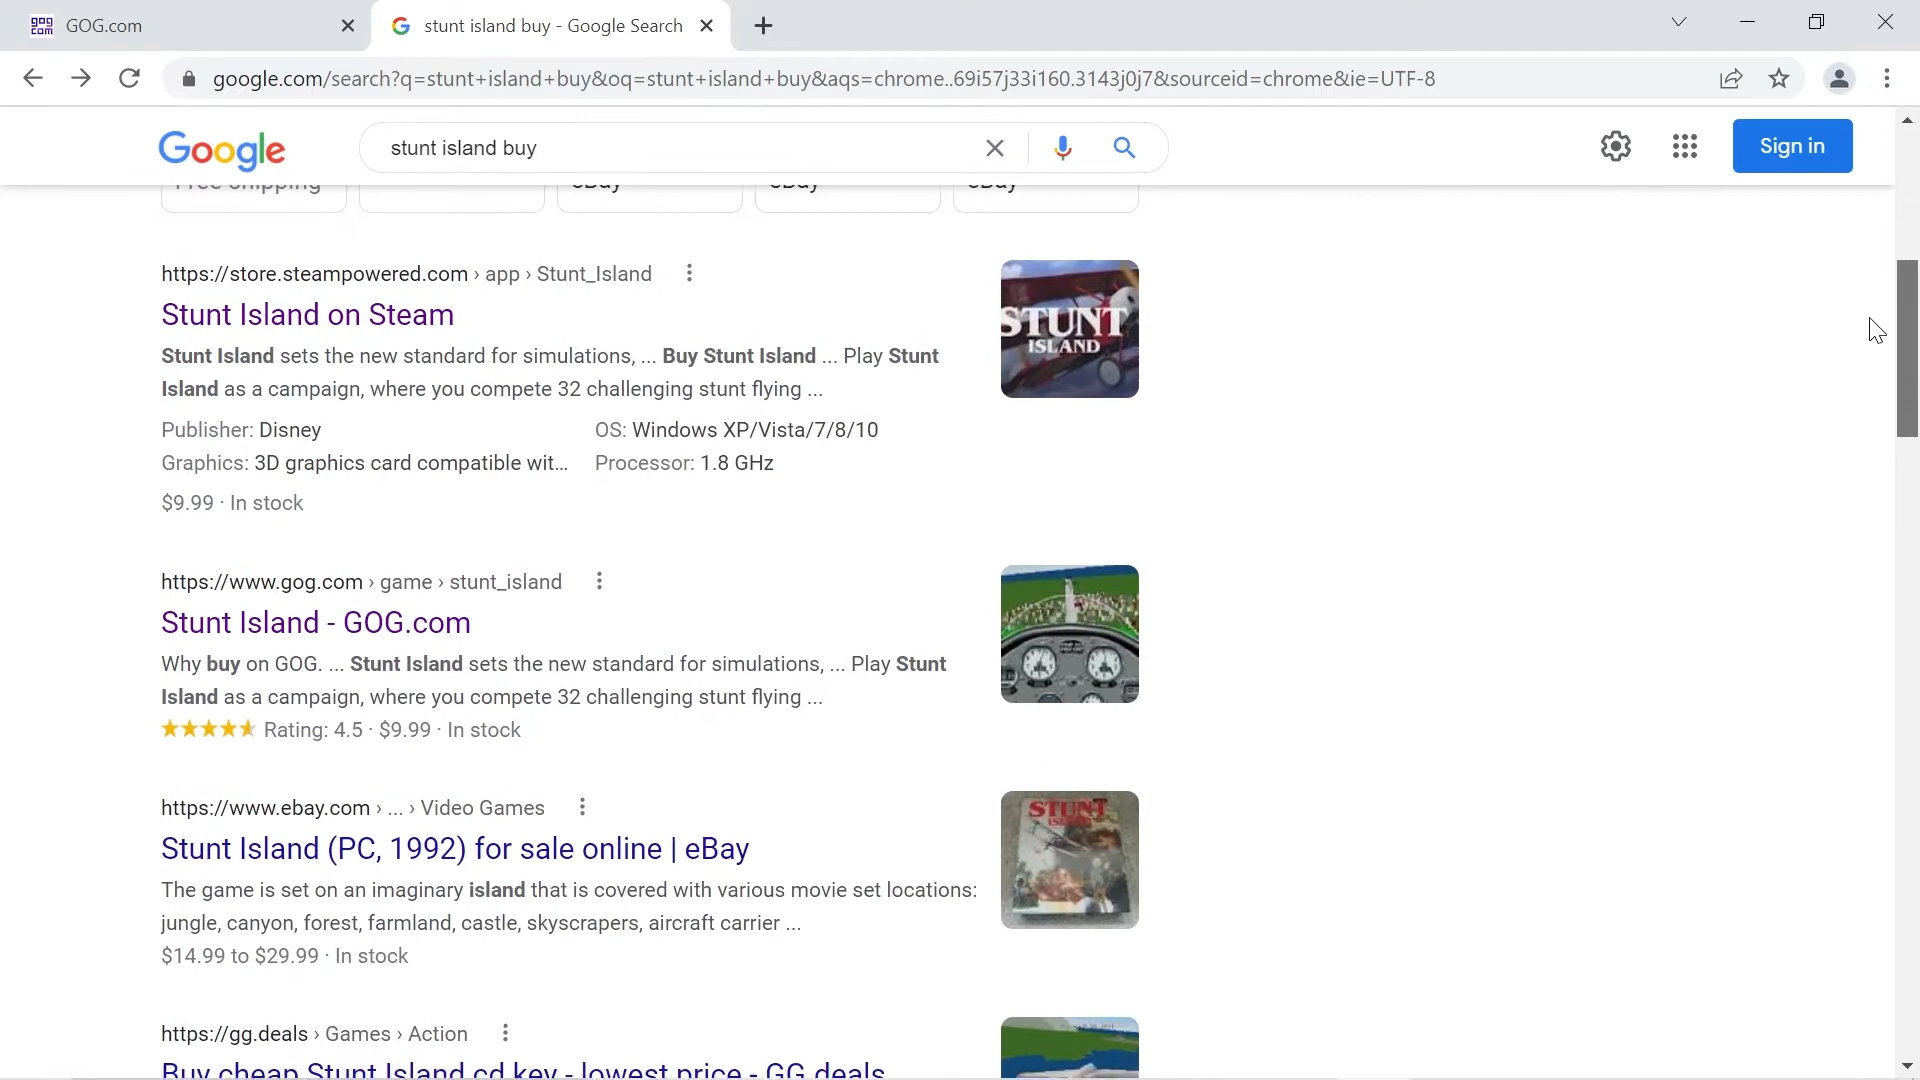 GOG.com
stunt island buy - Google Search
google.com/search?q=stunt+island+buy&oq=stunt+island+buy&aqs=chrome..69i57j33i160.3143j0j7&sourceid=chrome&ie=UTF-8
Google
stunt island buy
Sign in
Free Shipping
eBay
eBay
eBay
https://store.steampowered.com › app › Stunt_Island
Stunt Island on Steam
Stunt Island sets the new standard for simulations, ... Buy Stunt Island ... Play Stunt
Island as a campaign, where you compete 32 challenging stunt flying ...
Publisher: Disney OS: Windows XP/Vista/7/8/10
Graphics: 3D graphics card compatible wit... Processor: 1.8 GHz
$9.99 · In stock
STUNT
ISLAND
https://www.gog.com › game › stunt_island
Stunt Island - GOG.com
Why buy on GOG. ... Stunt Island sets the new standard for simulations, ... Play Stunt
Island as a campaign, where you compete 32 challenging stunt flying ...
Rating: 4.5 · $9.99 · In stock
https://www.ebay.com › ... › Video Games
Stunt Island (PC, 1992) for sale online | eBay
The game is set on an imaginary island that is covered with various movie set locations:
jungle, canyon, forest, farmland, castle, skyscrapers, aircraft carrier ...
$14.99 to $29.99 · In stock
STUNT
https://gg.deals › Games › Action
Buy cheap Stunt Island cd key - lowest price - GG.deals